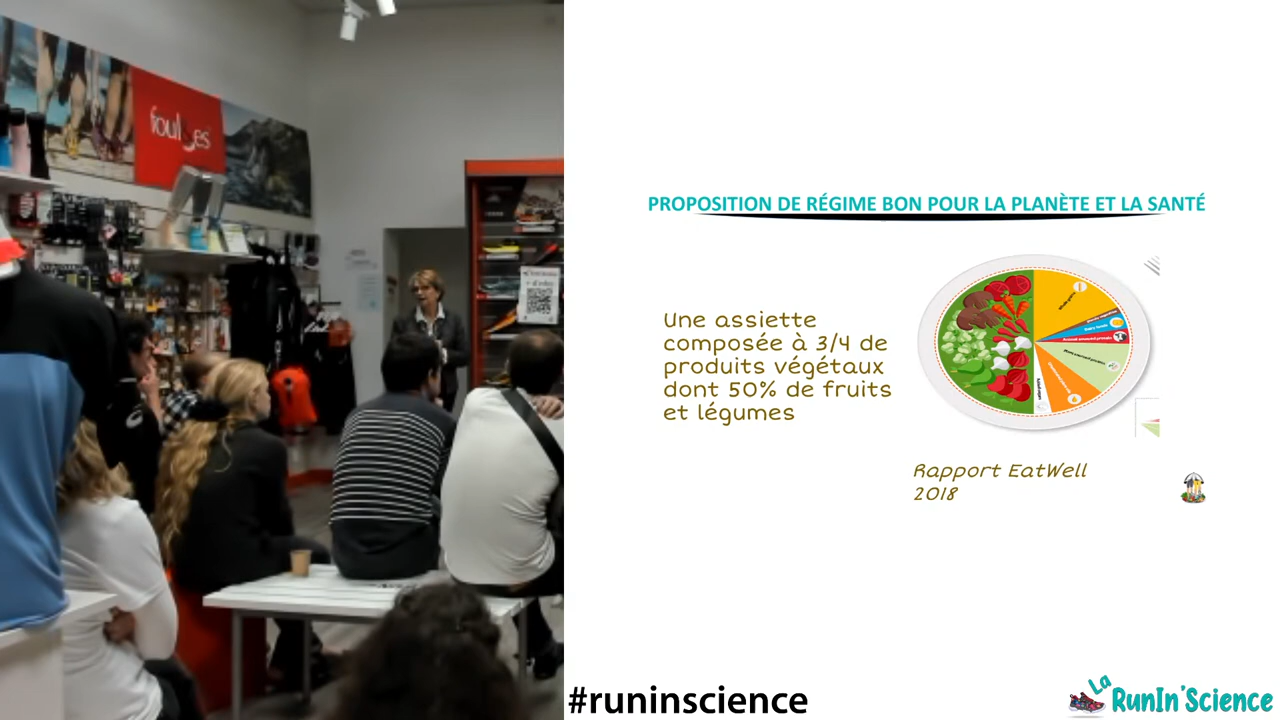 foulées
PROPOSITION DE RÉGIME BON POUR LA PLANÈTE ET LA SANTÉ
Une assiette
composée à 3/4 de
produits végétaux
dont 50% de fruits
et légumes
Rapport EatWell
2018
#runinscience
La
RunIn'Science